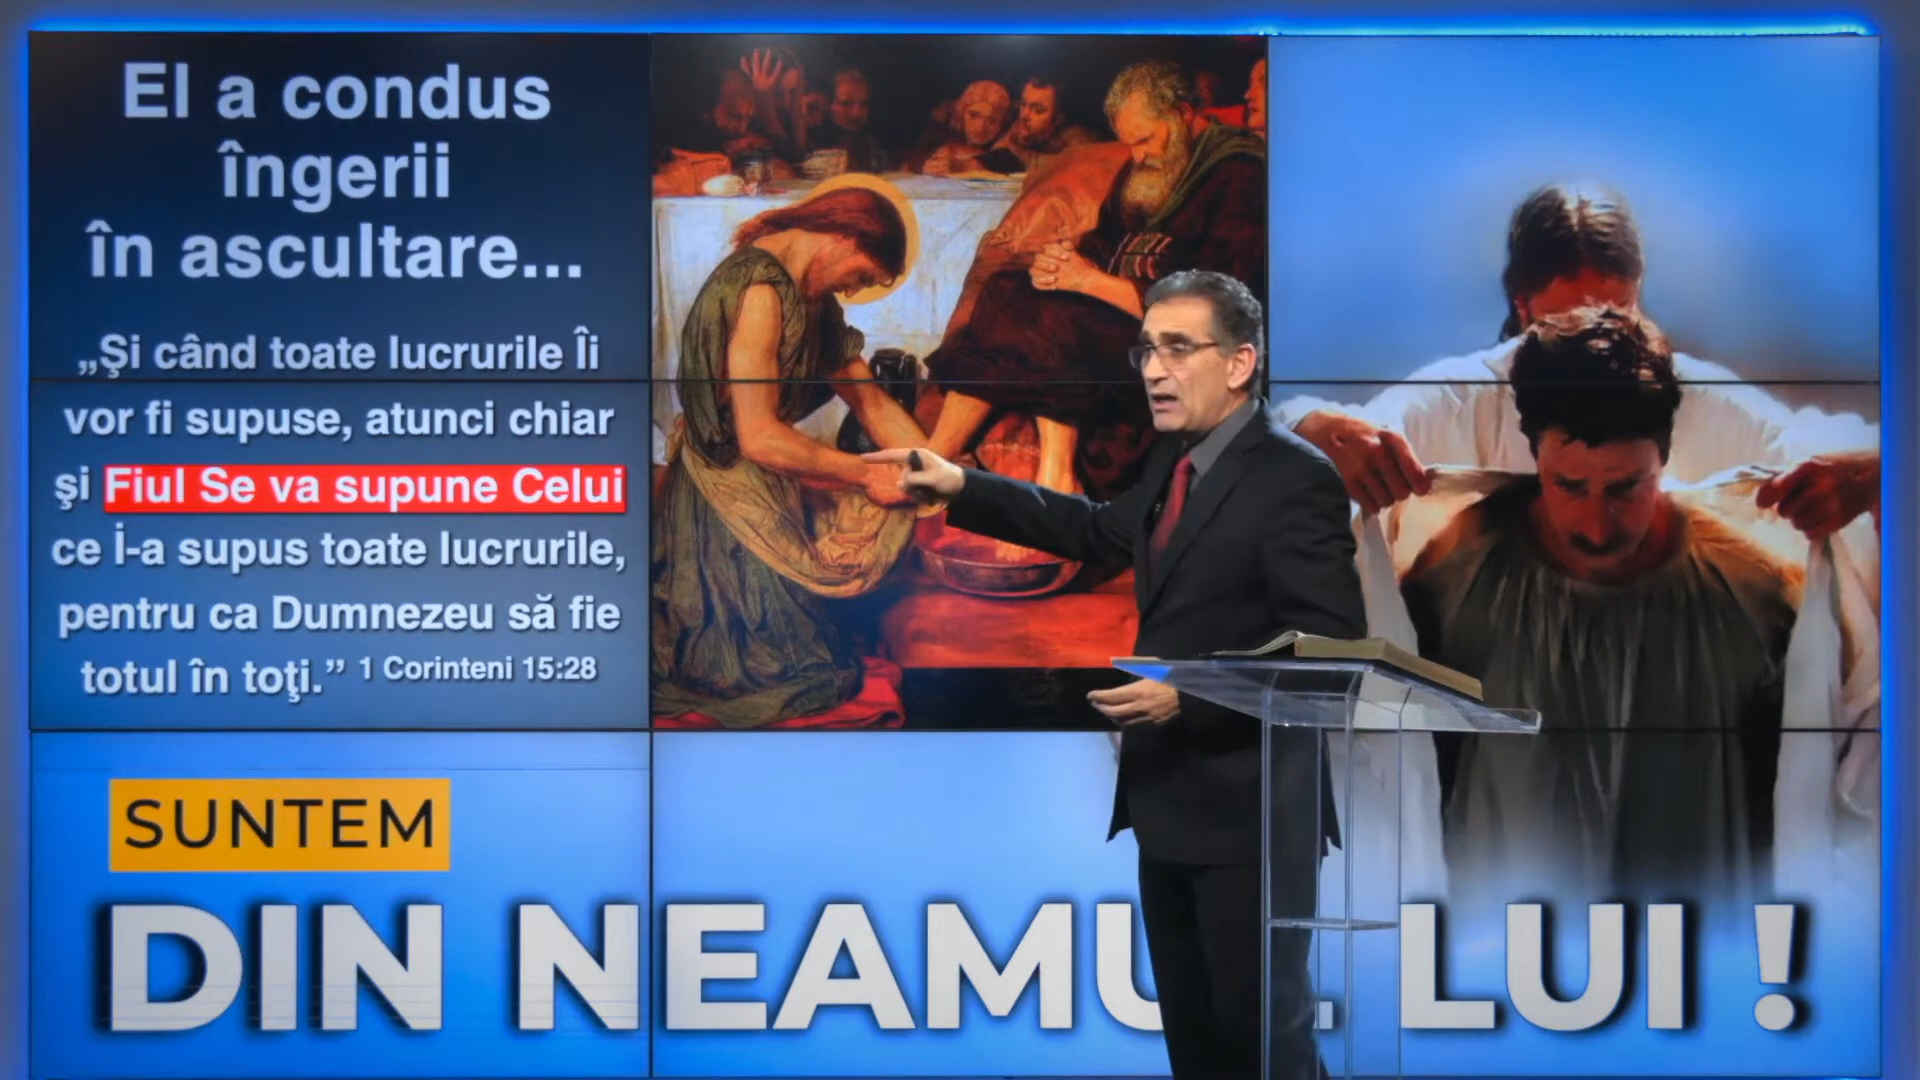 El a condus
îngerii
în ascultare...
„Şi când toate lucrurile Îi
vor fi supuse, atunci chiar
şi Fiul Se va supune Celui
ce İ-a supus toate lucrurile,
pentru ca Dumnezeu să fie
totul în toţi.” 1 Corinteni 15:28
SUNTEM
DIN NEAMU LUI !